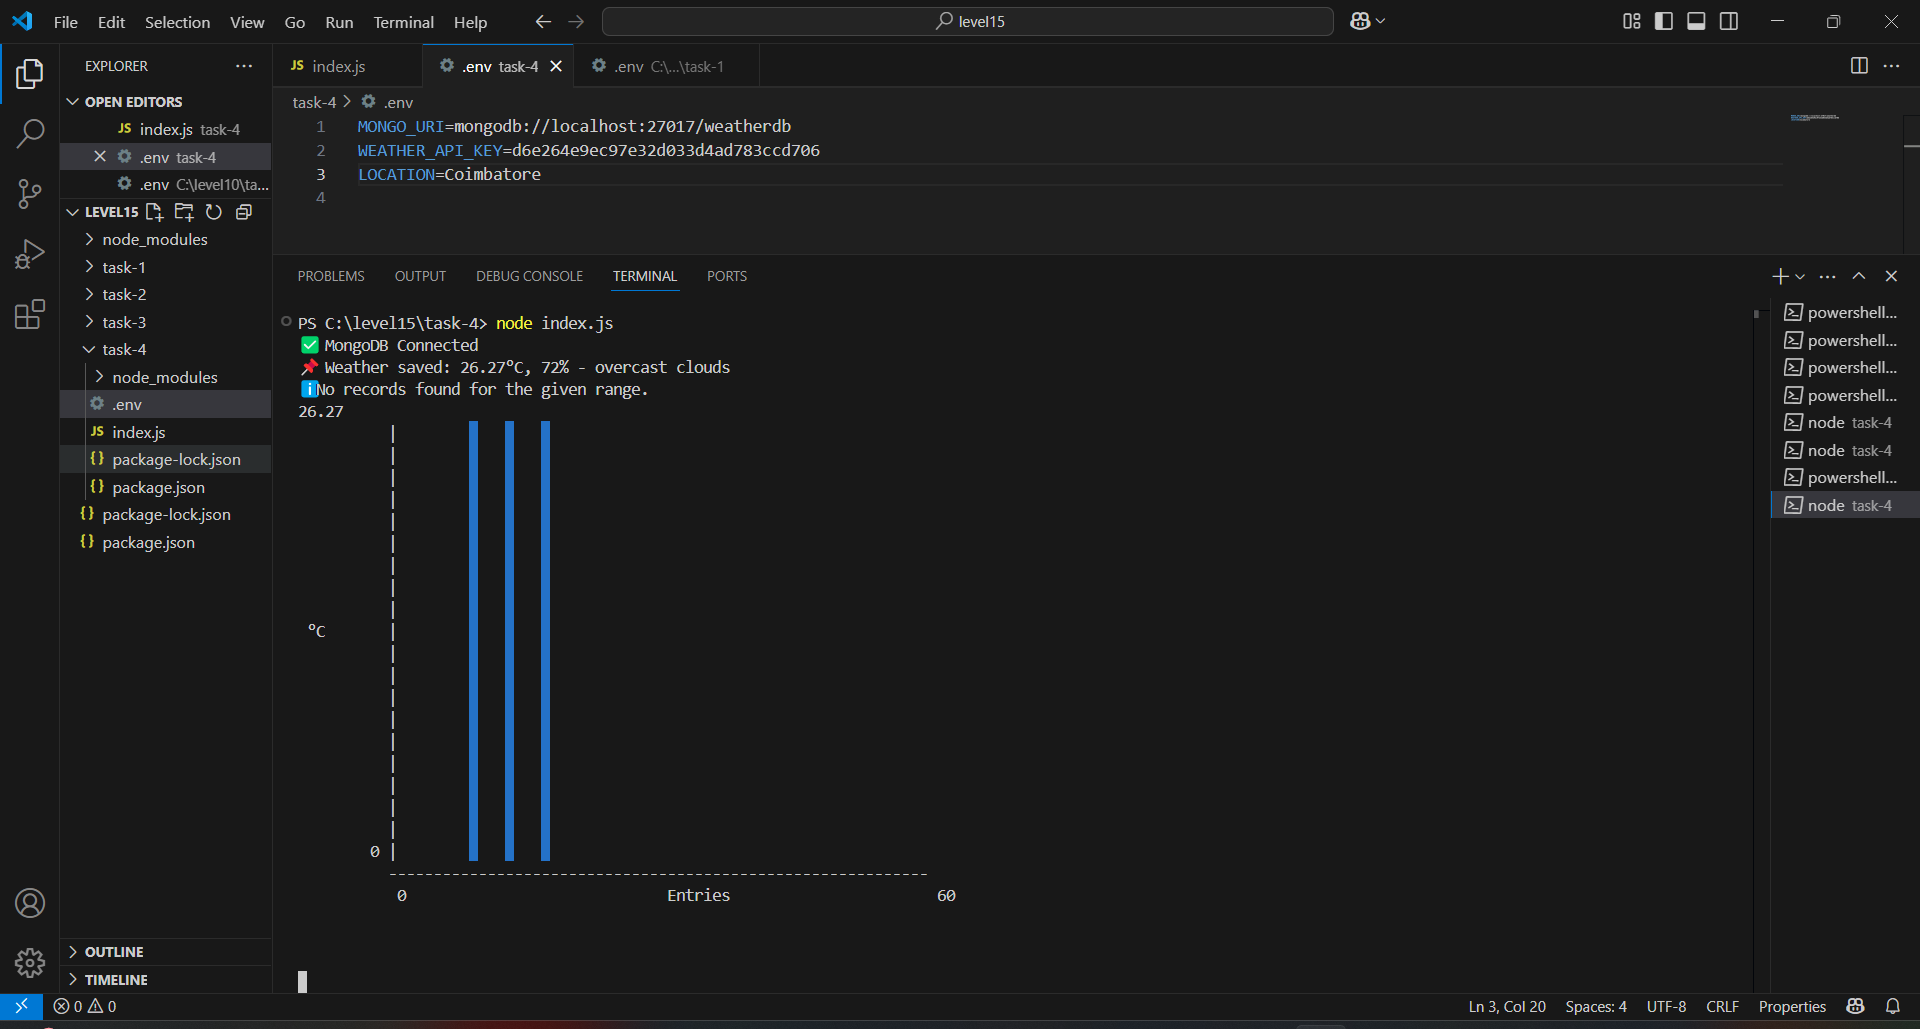 File Edit Selection View Go Run Terminal Help
level15
EXPLORER
OPEN EDITORS
JS index.js task-4
.env task-4
.env C:\level10\ta...
LEVEL15
node_modules
task-1
task-2
task-3
task-4
node_modules
.env
JS index.js
{} package-lock.json
{} package.json
{} package-lock.json
{} package.json
OUTLINE
TIMELINE
JS index.js
.env task-4
.env C:\...\task-1
task-4 > .env
1 MONGO_URI=mongodb://localhost:27017/weatherdb
2 WEATHER_API_KEY=d6e264e9ec97e32d033d4ad783ccd706
3 LOCATION=Coimbatore
4
PROBLEMS OUTPUT DEBUG CONSOLE TERMINAL PORTS
PS C:\level15\task-4> node index.js
✅ MongoDB Connected
📌 Weather saved: 26.27°C, 72% - overcast clouds
ℹ️No records found for the given range.
26.27
°C
0
0 Entries 60
powershell...
powershell...
powershell...
powershell...
node task-4
node task-4
powershell...
node task-4
0 0
Ln 3, Col 20 Spaces: 4 UTF-8 CRLF Properties